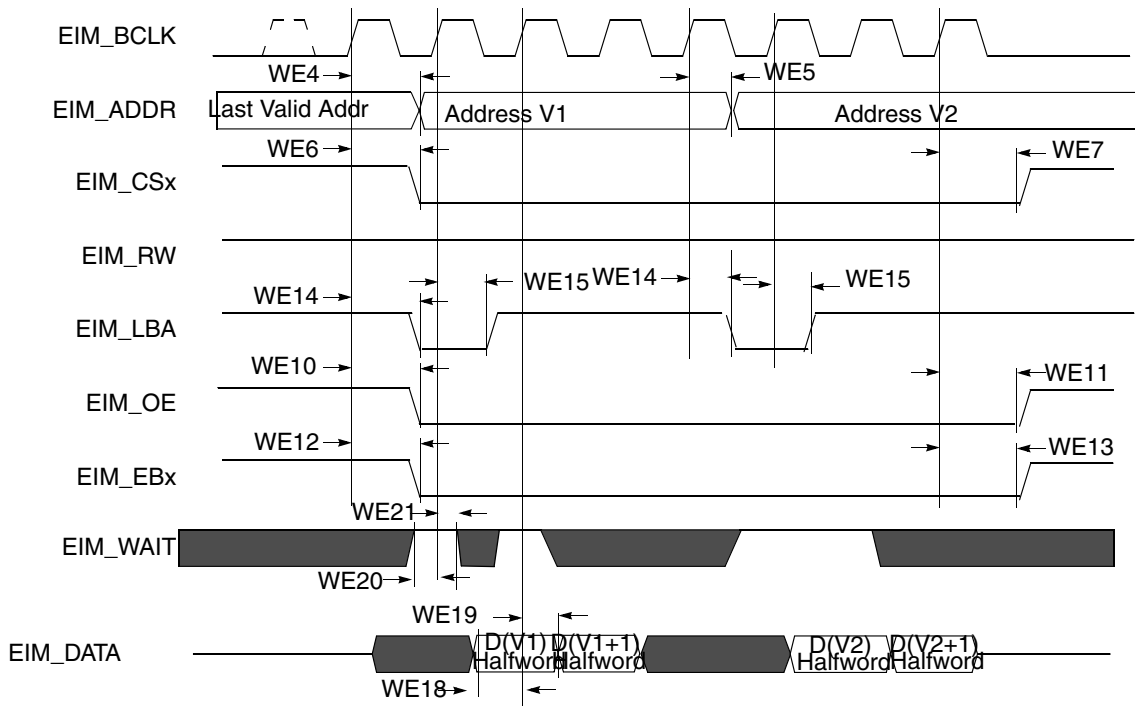 EIM_BCLK
WE4
WE5
EIM_ADDR
Last Valid Addr
Address V1
Address V2
WE6
WE7
EIM_CSx
EIM_RW
WE14
WE15
WE14
WE15
EIM_LBA
WE10
WE11
EIM_OE
WE12
WE13
EIM_EBx
WE21
EIM_WAIT
WE20
WE19
EIM_DATA
D(V1)
Halfword
D(V1+1)
Halfword
D(V2)
Halfword
D(V2+1)
Halfword
WE18